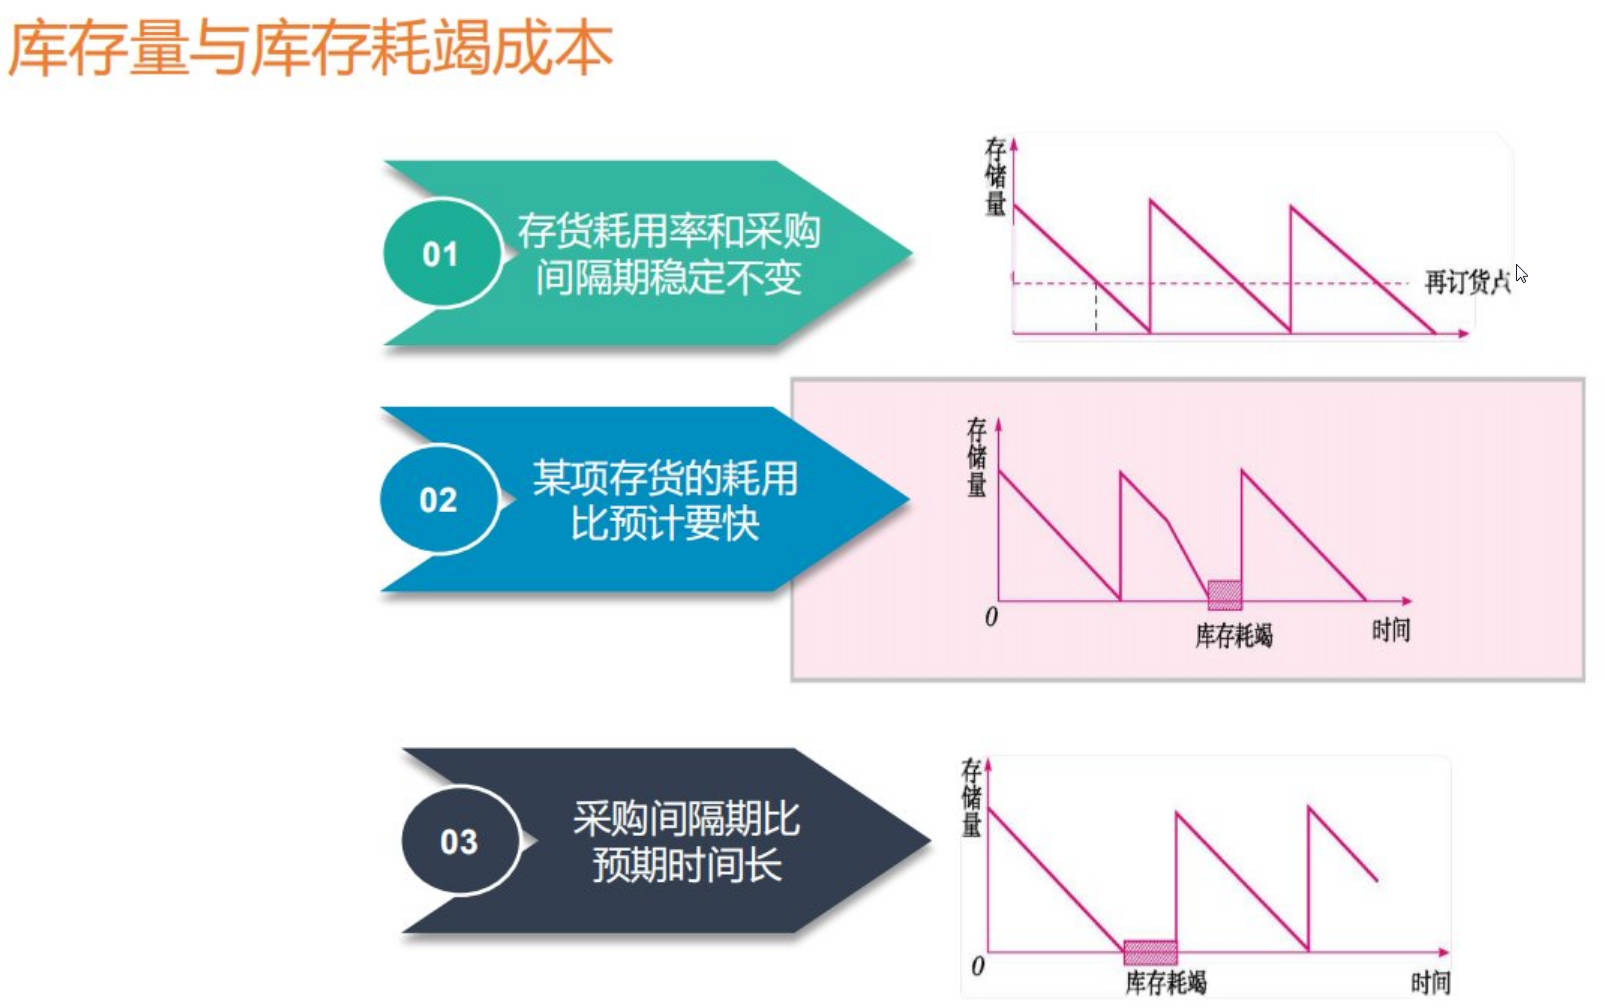 库存量与库存耗竭成本
01
存货耗用率和采购
间隔期稳定不变
存储量
再订货点
02
某项存货的耗用
比预计要快
存储量
0
库存耗竭
时间
03
采购间隔期比
预期时间长
存储量
0
库存耗竭
时间